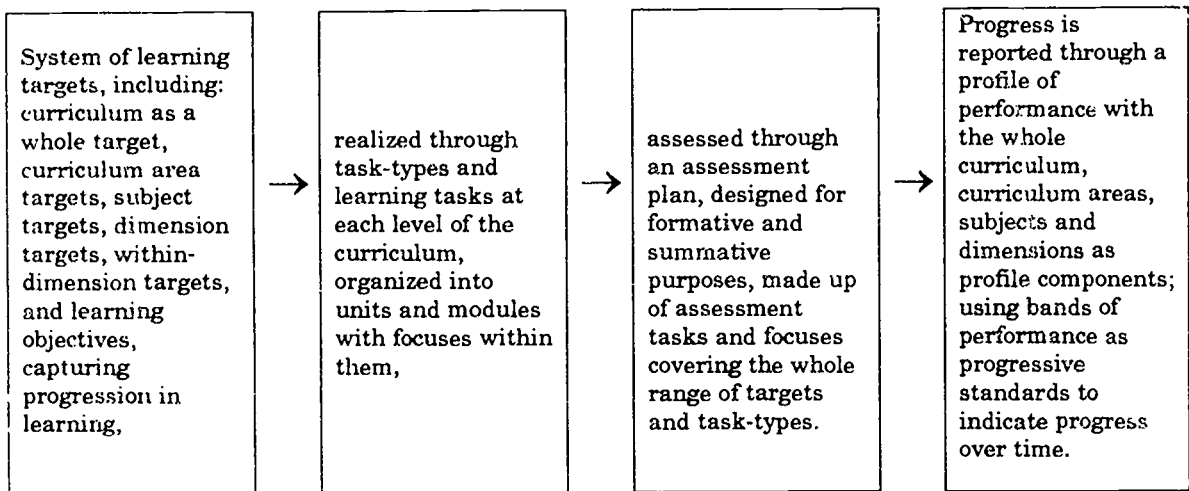 System of learning
targets, including:
curriculum as a
whole target,
curriculum area
targets, subject
targets, dimension
targets, within-
dimension targets,
and learning
objectives,
capturing
progression in
learning,
realized through
task-types and
learning tasks at
each level of the
curriculum,
organized into
units and modules
with focuses within
them,
assessed through
an assessment
plan, designed for
formative and
summative
purposes, made up
of assessment
tasks and focuses
covering the whole
range of targets
and task-types.
Progress is
reported through a
profile of
performance with
the whole
curriculum,
curriculum areas,
subjects and
dimensions as
profile components;
using bands of
performance as
progressive
standards to
indicate progress
over time.